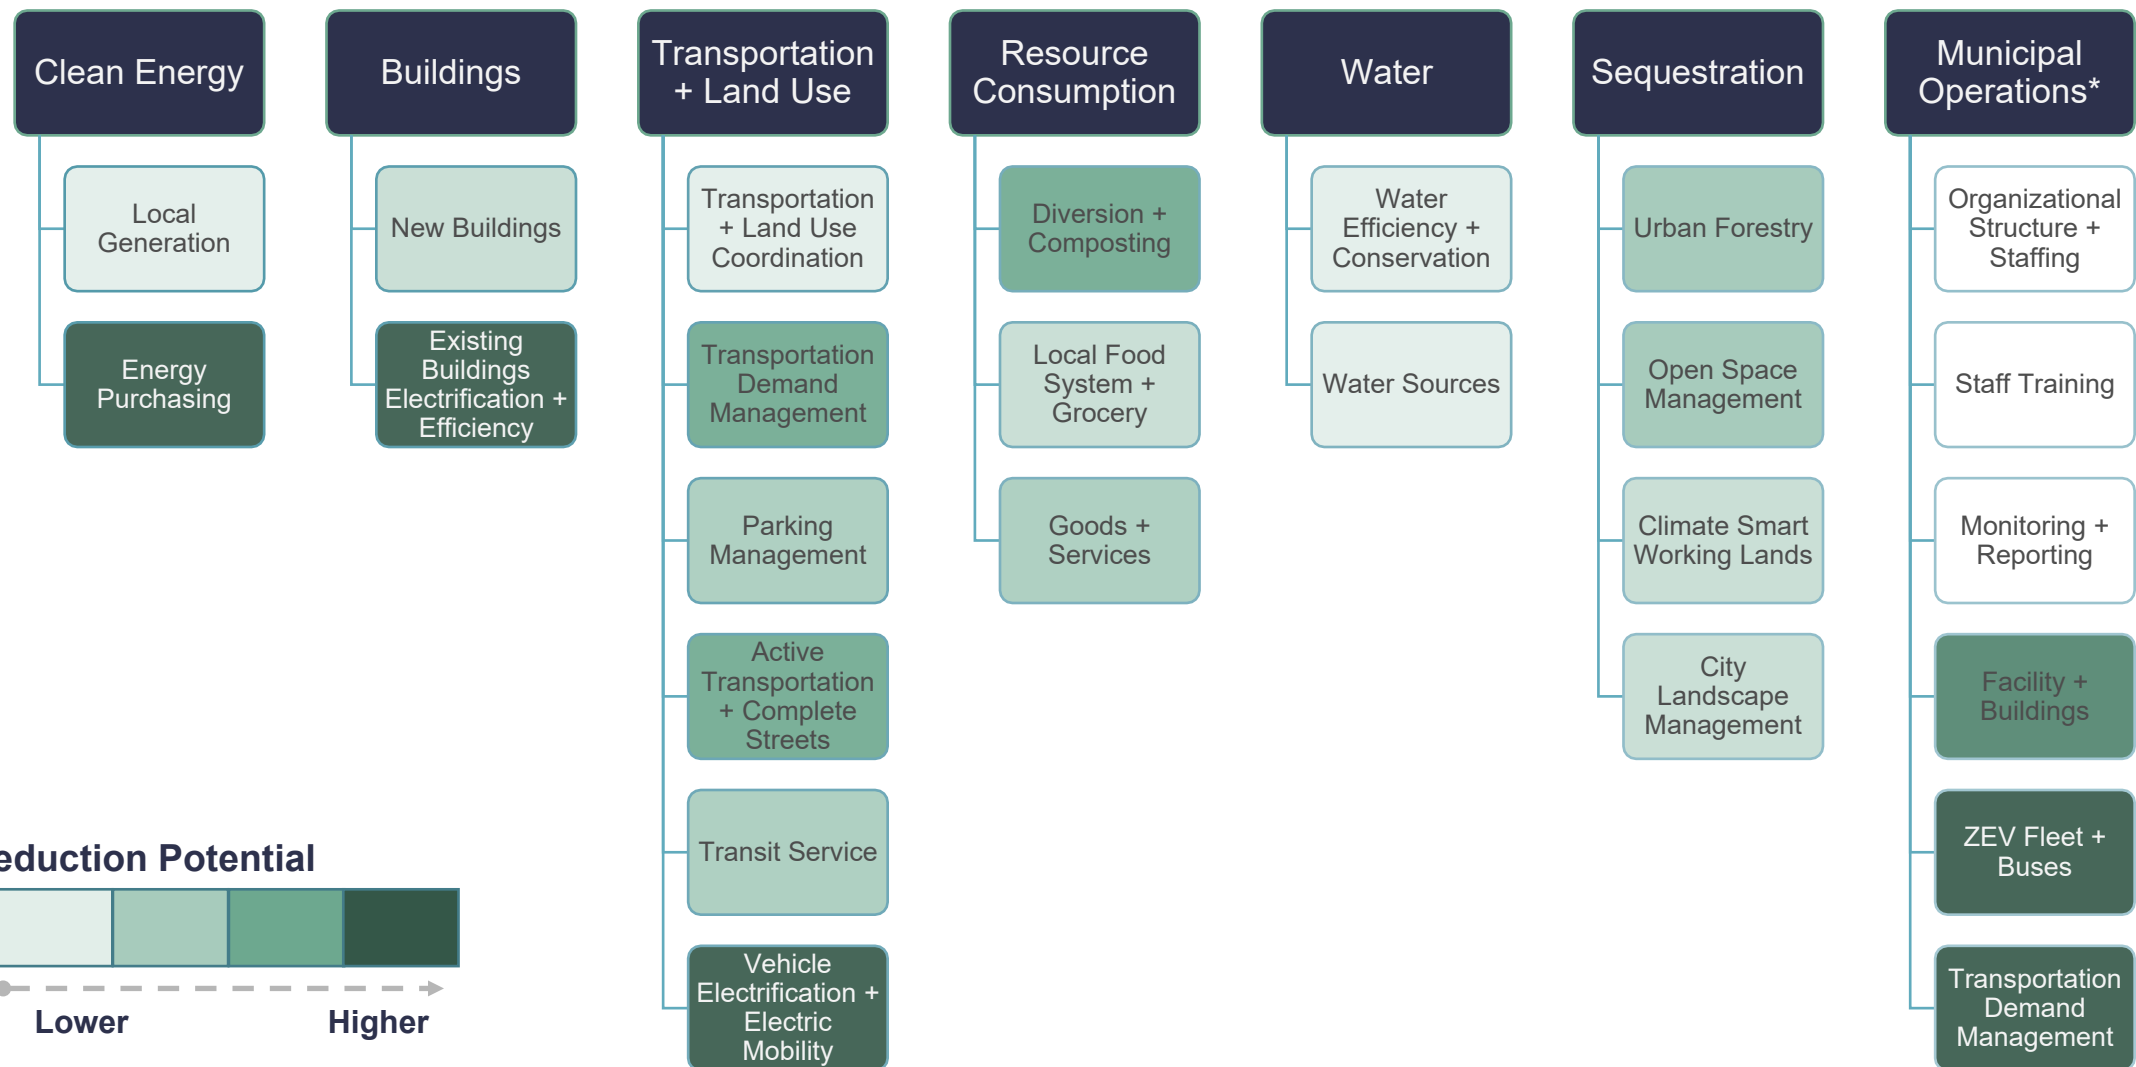 Clean Energy
Local
Generation
Energy
Purchasing
Buildings
New Buildings
Existing
Buildings
Electrification +
Efficiency
Transportation
+ Land Use
Transportation
+ Land Use
Coordination
Transportation
Demand
Management
Parking
Management
Active
Transportation
+ Complete
Streets
Transit Service
Vehicle
Electrification +
Electric
Mobility
Resource
Consumption
Diversion +
Composting
Local Food
System +
Grocery
Goods +
Services
Water
Water
Efficiency +
Conservation
Water Sources
Sequestration
Urban Forestry
Open Space
Management
Climate Smart
Working Lands
City
Landscape
Management
Municipal
Operations*
Organizational
Structure +
Staffing
Staff Training
Monitoring +
Reporting
Facility +
Buildings
ZEV Fleet +
Buses
Transportation
Demand
Management
eduction Potential
Lower
Higher